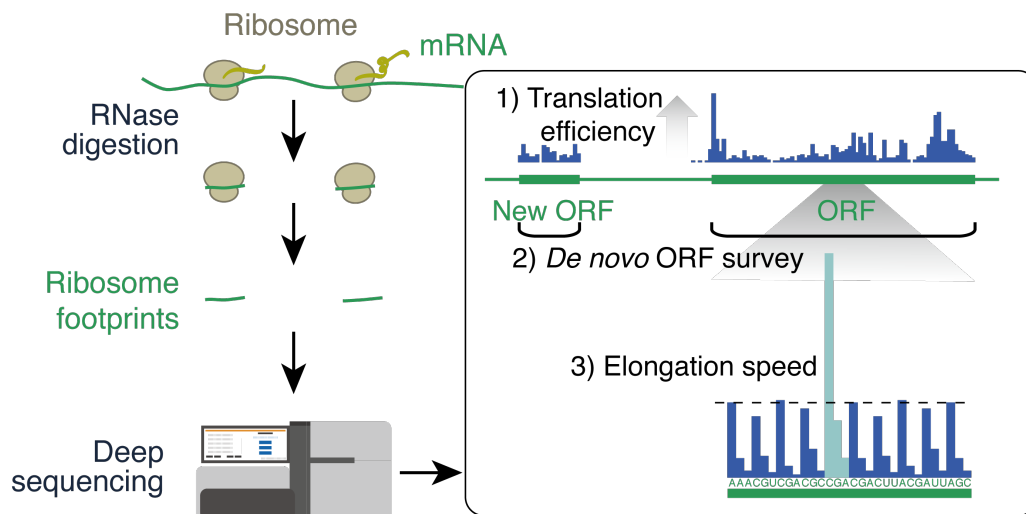 Ribosome
mRNA
RNase
digestion
Ribosome
footprints
Deep
sequencing
1) Translation
efficiency
New ORF
ORF
2) De novo ORF survey
3) Elongation speed
AAACGUCGACGCCGACGACUUACGAUUAGC